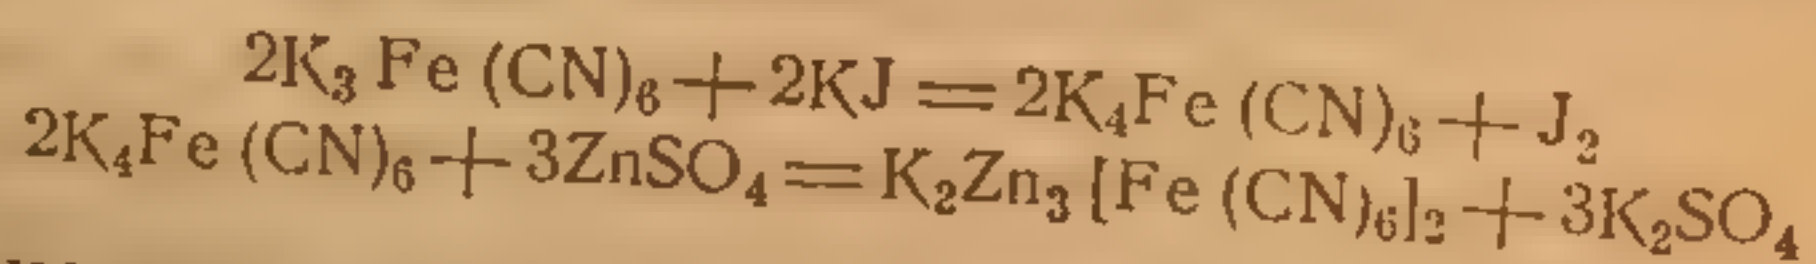 2K₃Fe (CN)₆ + 2KJ = 2K₄Fe (CN)₆ + J₂
2K₄Fe (CN)₆ + 3ZnSO₄ = K₂Zn₃ [Fe (CN)₆]₂ + 3K₂SO₄